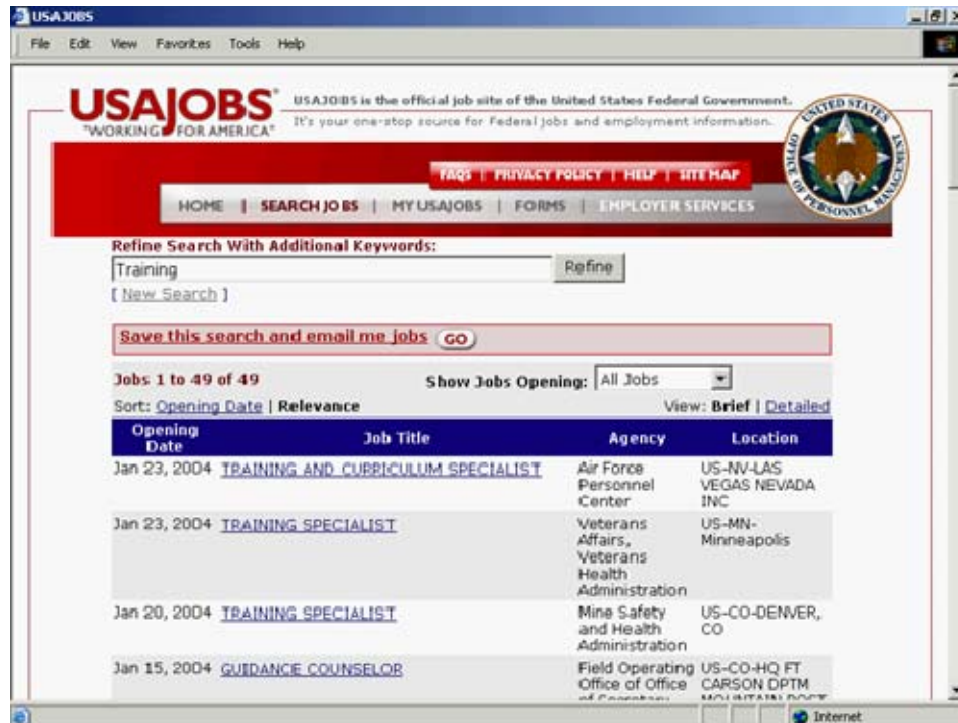 USAJOBS
File Edit View Favorites Tools Help
USAJOBS
"WORKING FOR AMERICA"
USAJOBS is the official job site of the United States Federal Government.
It's your one-stop source for Federal jobs and employment information.
UNITED STATES
OFFICE OF PERSONNEL MANAGEMENT
FAQS | PRIVACY POLICY | HELP | SITE MAP
HOME | SEARCH JOBS | MY USAJOBS | FORMS | EMPLOYER SERVICES
Refine Search With Additional Keywords:
Training Refine
[ New Search ]
Save this search and email me jobs GO
Jobs 1 to 49 of 49 Show Jobs Opening: All Jobs
Sort: Opening Date | Relevance View: Brief | Detailed
Opening Date Job Title Agency Location
Jan 23, 2004 TRAINING AND CURRICULUM SPECIALIST Air Force US-NV-LAS
Personnel VEGAS NEVADA
Center INC
Jan 23, 2004 TRAINING SPECIALIST Veterans US-MN-
Affairs, Minneapolis
Veterans
Health
Administration
Jan 20, 2004 TRAINING SPECIALIST Mine Safety US-CO-DENVER,
and Health CO
Administration
Jan 15, 2004 GUIDANCE COUNSELOR Field Operating US-CO-HQ FT
Office of Office CARSON DPTM
Internet